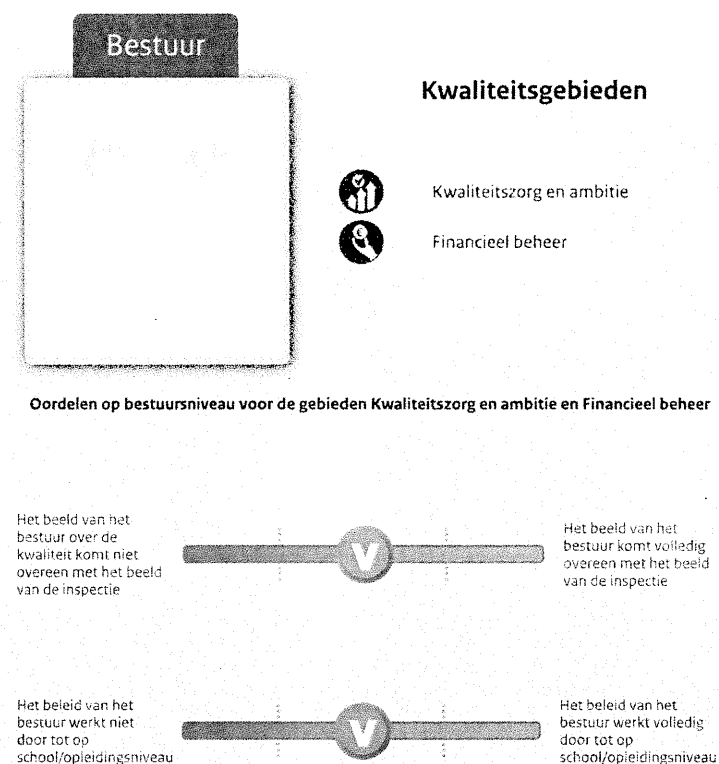 Bestuur
Kwaliteitsgebieden
Kwaliteitszorg en ambitie
Financieel beheer
Oordelen op bestuursniveau voor de gebieden Kwaliteitszorg en ambitie en Financieel beheer
Het beeld van het
bestuur over de
kwaliteit komt niet
overeen met het beeld
van de inspectie
V
Het beeld van het
bestuur komt volledig
overeen met het beeld
van de inspectie
Het beleid van het
bestuur werkt niet
door tot op
school/opleidingsniveau
V
Het beleid van het
bestuur werkt volledig
door tot op
school/opleidingsniveau